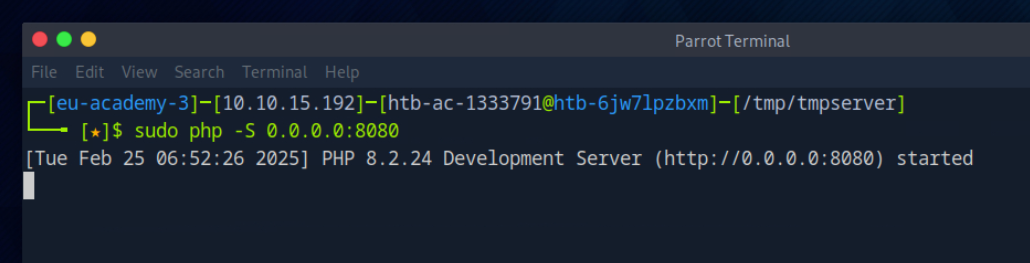 Parrot Terminal
File Edit View Search Terminal Help
┌─[eu-academy-3]─[10.10.15.192]─[htb-ac-1333791@htb-6jw7lpzbxm]─[/tmp/tmpserver]
└──╼ [★]$ sudo php -S 0.0.0.0:8080
[Tue Feb 25 06:52:26 2025] PHP 8.2.24 Development Server (http://0.0.0.0:8080) started